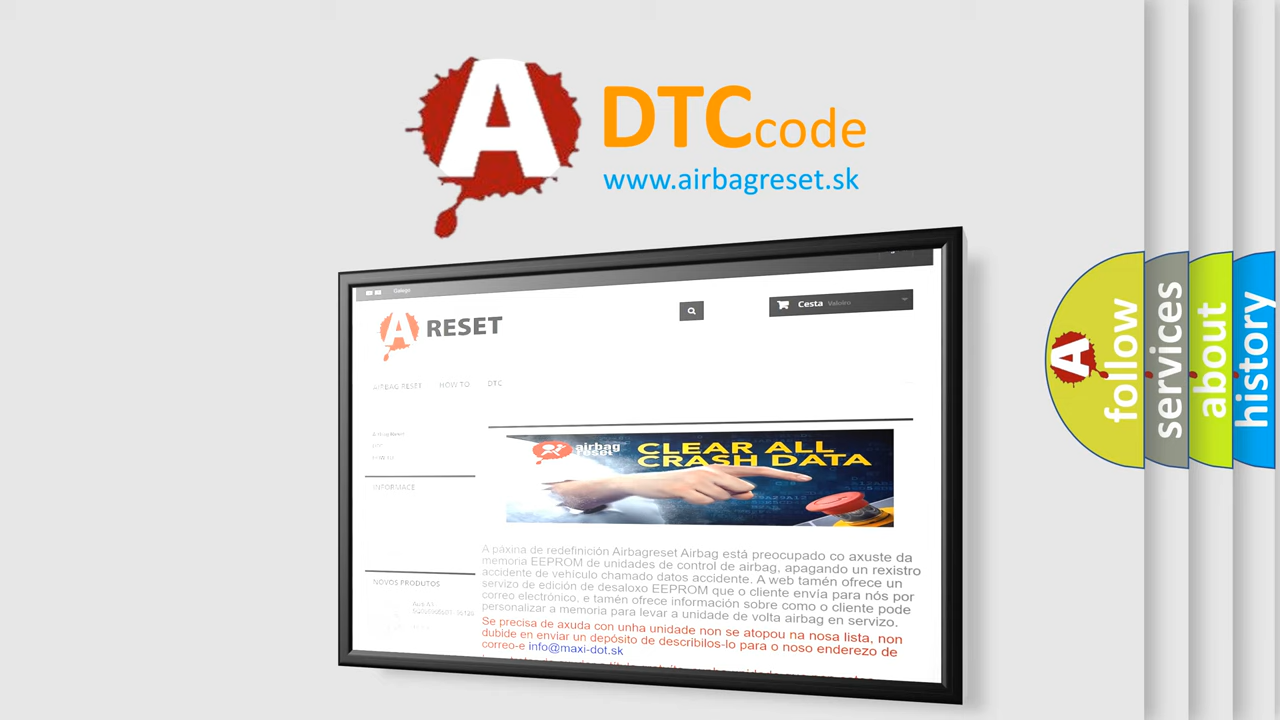 A DTCcode
www.airbagreset.sk
Galego
A RESET
Cesta Valeiro
AIRBAG RESET HOW TO DTC
INFORMACE
airbag
reset
CLEAR ALL
CRASH DATA
A páxina de redefinición Airbagreset Airbag está preocupado co axuste da
memoria EEPROM de unidades de control de airbag, apagando un rexistro
accidente de vehículo chamado datos accidente. A web tamén ofrece un
servizo de edición de desaloxo EEPROM que o cliente envía para nós por
correo electrónico, e tamén ofrece información sobre como o cliente pode
personalizar a memoria para levar a unidade de volta airbag en servizo.
Se precisa de axuda con unha unidade non se atopou na nosa lista, non
dubide en enviar un depósito de describilos-lo para o noso enderezo de
correo-e info@maxi-dot.sk
NOVOS PRODUTOS
A
follow
services
about
history